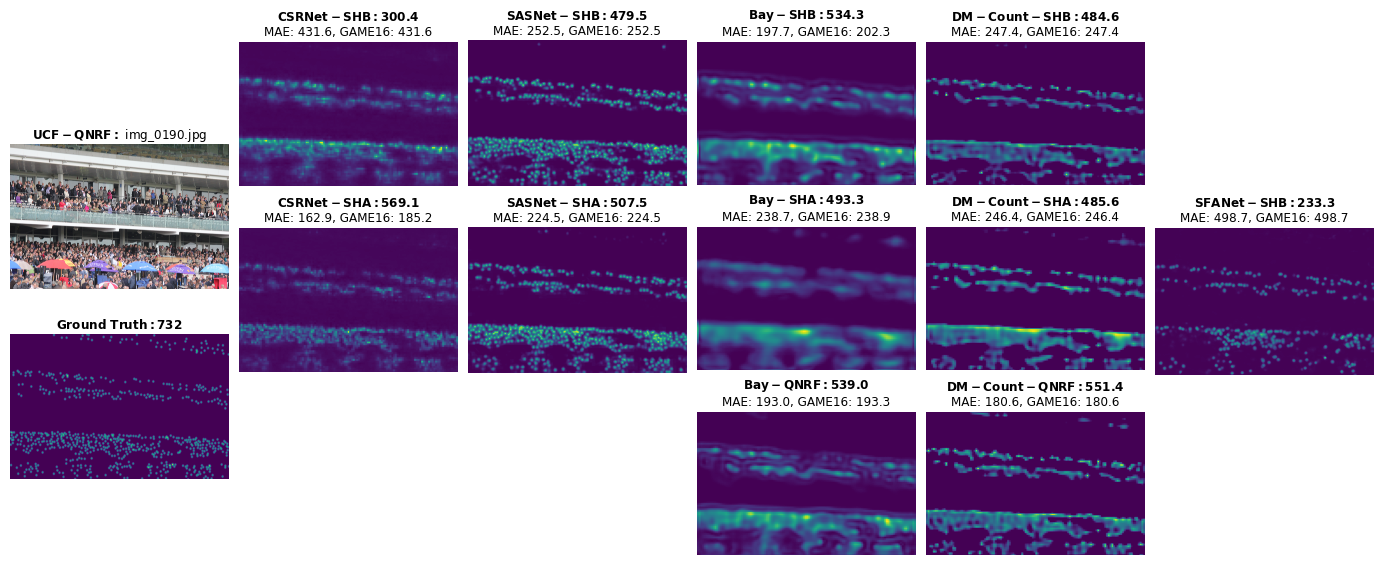 CSRNet − SHB : 300.4
MAE: 431.6, GAME16: 431.6
SASNet − SHB : 479.5
MAE: 252.5, GAME16: 252.5
Bay − SHB : 534.3
MAE: 197.7, GAME16: 202.3
DM − Count − SHB : 484.6
MAE: 247.4, GAME16: 247.4
UCF − QNRF : img_0190.jpg
CSRNet − SHA : 569.1
MAE: 162.9, GAME16: 185.2
SASNet − SHA : 507.5
MAE: 224.5, GAME16: 224.5
Bay − SHA : 493.3
MAE: 238.7, GAME16: 238.9
DM − Count − SHA : 485.6
MAE: 246.4, GAME16: 246.4
SFANet − SHB : 233.3
MAE: 498.7, GAME16: 498.7
Ground Truth : 732
Bay − QNRF : 539.0
MAE: 193.0, GAME16: 193.3
DM − Count − QNRF : 551.4
MAE: 180.6, GAME16: 180.6